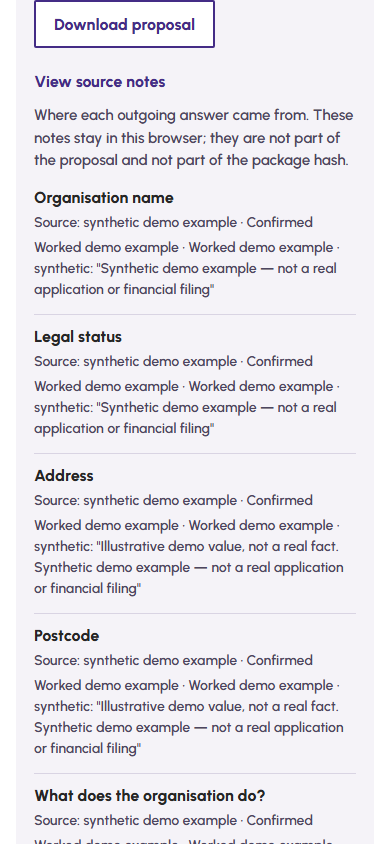 Download proposal
View source notes
Where each outgoing answer came from. These
notes stay in this browser; they are not part of
the proposal and not part of the package hash.
Organisation name
Source: synthetic demo example · Confirmed
Worked demo example · Worked demo example ·
synthetic: "Synthetic demo example — not a real
application or financial filing"
Legal status
Source: synthetic demo example · Confirmed
Worked demo example · Worked demo example ·
synthetic: "Synthetic demo example — not a real
application or financial filing"
Address
Source: synthetic demo example · Confirmed
Worked demo example · Worked demo example ·
synthetic: "Illustrative demo value, not a real fact.
Synthetic demo example — not a real application
or financial filing"
Postcode
Source: synthetic demo example · Confirmed
Worked demo example · Worked demo example ·
synthetic: "Illustrative demo value, not a real fact.
Synthetic demo example — not a real application
or financial filing"
What does the organisation do?
Source: synthetic demo example · Confirmed
Worked demo example · Worked demo example